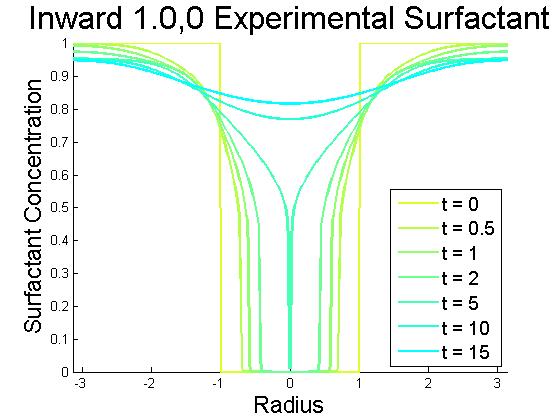 Inward 1.0,0 Experimental Surfactant
Surfactant Concentration
1
0.9
0.8
0.7
0.6
0.5
0.4
0.3
0.2
0.1
0
t = 0
t = 0.5
t = 1
t = 2
t = 5
t = 10
t = 15
-3 -2 -1 0 1 2 3
Radius